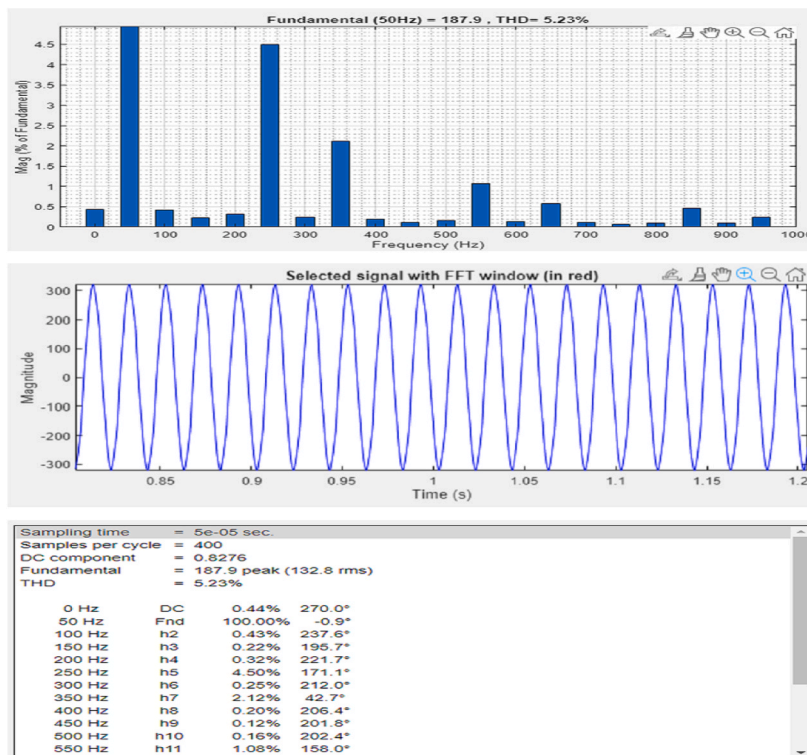 Fundamental (50Hz) = 187.9 , THD= 5.23%
4.5
4
3.5
3
2.5
2
1.5
1
0.5
0
Mag (% of Fundamental)
0 100 200 300 400 500 600 700 800 900 1000
Frequency (Hz)
Selected signal with FFT window (in red)
300
200
100
0
-100
-200
-300
Magnitude
0.85 0.9 0.95 1 1.05 1.1 1.15 1.2
Time (s)
Sampling time = 5e-05 sec.
Samples per cycle = 400
DC component = 0.8276
Fundamental = 187.9 peak (132.8 rms)
THD = 5.23%
0 Hz DC 0.44% 270.0°
50 Hz Fnd 100.00% -0.9°
100 Hz h2 0.43% 237.6°
150 Hz h3 0.22% 195.7°
200 Hz h4 0.32% 221.7°
250 Hz h5 4.50% 171.1°
300 Hz h6 0.25% 212.0°
350 Hz h7 2.12% 42.7°
400 Hz h8 0.20% 206.4°
450 Hz h9 0.12% 201.8°
500 Hz h10 0.16% 202.4°
550 Hz h11 1.08% 158.0°